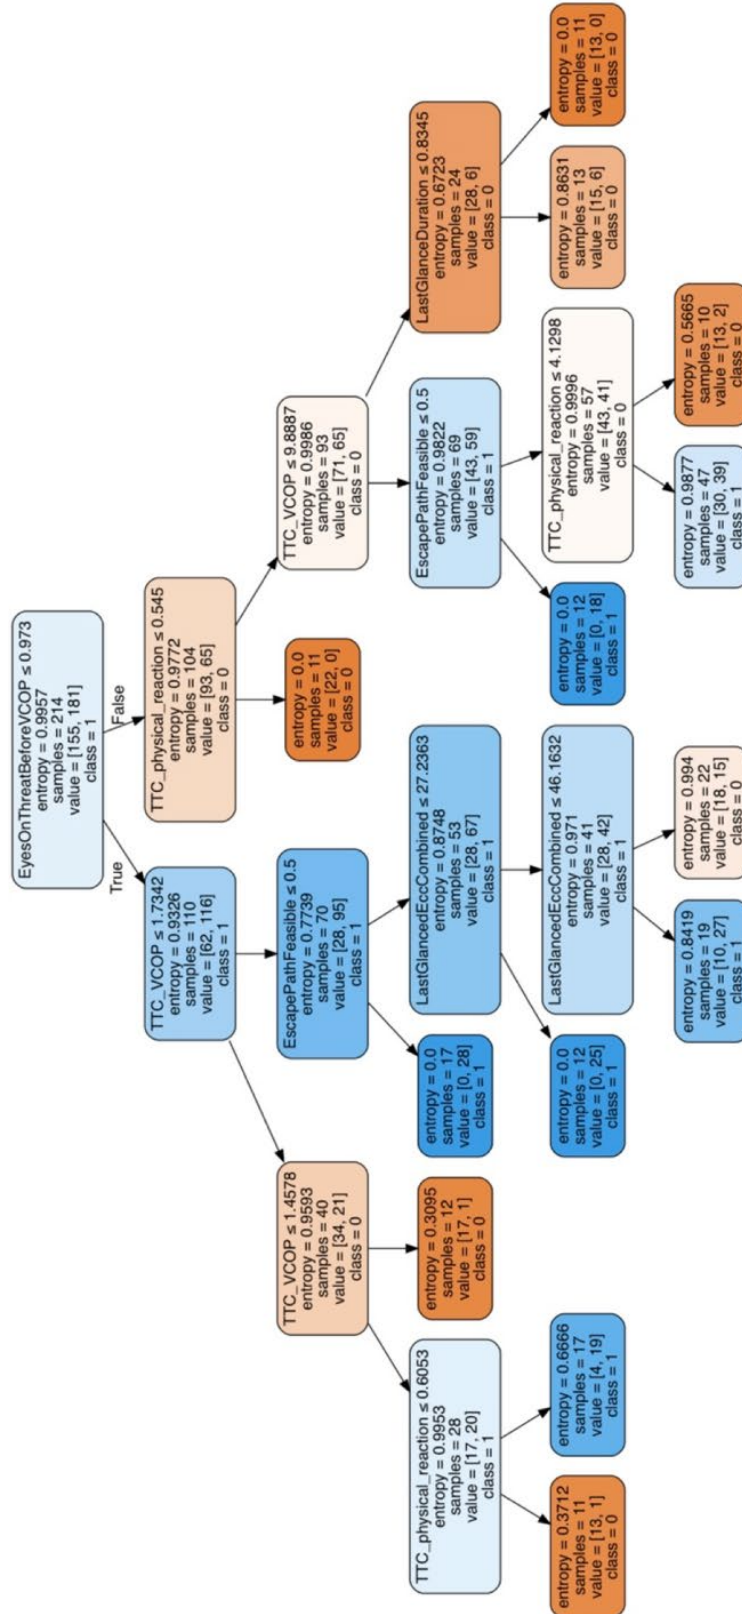 EyesOnThreatBeforeVCOP ≤ 0.973
entropy = 0.9957
samples = 214
value = [155, 181]
class = 1
True
False
TTC_VCOP ≤ 1.7342
entropy = 0.9326
samples = 110
value = [62, 116]
class = 1
TTC_physical_reaction ≤ 0.545
entropy = 0.9772
samples = 104
value = [93, 65]
class = 0
TTC_VCOP ≤ 1.4578
entropy = 0.9593
samples = 40
value = [34, 21]
class = 0
EscapePathFeasible ≤ 0.5
entropy = 0.7739
samples = 70
value = [28, 95]
class = 1
entropy = 0.0
samples = 11
value = [22, 0]
class = 0
TTC_VCOP ≤ 9.8887
entropy = 0.9986
samples = 93
value = [71, 65]
class = 0
TTC_physical_reaction ≤ 0.6053
entropy = 0.9953
samples = 28
value = [17, 20]
class = 1
entropy = 0.3095
samples = 12
value = [17, 1]
class = 0
entropy = 0.0
samples = 17
value = [0, 28]
class = 1
LastGlancedEccCombined ≤ 27.2363
entropy = 0.8748
samples = 53
value = [28, 67]
class = 1
EscapePathFeasible ≤ 0.5
entropy = 0.9822
samples = 69
value = [43, 59]
class = 1
LastGlanceDuration ≤ 0.8345
entropy = 0.6723
samples = 24
value = [28, 6]
class = 0
entropy = 0.3712
samples = 11
value = [13, 1]
class = 0
entropy = 0.6666
samples = 17
value = [4, 19]
class = 1
entropy = 0.0
samples = 12
value = [0, 25]
class = 1
LastGlancedEccCombined ≤ 46.1632
entropy = 0.971
samples = 41
value = [28, 42]
class = 1
entropy = 0.0
samples = 12
value = [0, 18]
class = 1
TTC_physical_reaction ≤ 4.1298
entropy = 0.9996
samples = 57
value = [43, 41]
class = 0
entropy = 0.8631
samples = 13
value = [15, 6]
class = 0
entropy = 0.0
samples = 11
value = [13, 0]
class = 0
entropy = 0.8419
samples = 19
value = [10, 27]
class = 1
entropy = 0.994
samples = 22
value = [18, 15]
class = 0
entropy = 0.9877
samples = 47
value = [30, 39]
class = 1
entropy = 0.5665
samples = 10
value = [13, 2]
class = 0